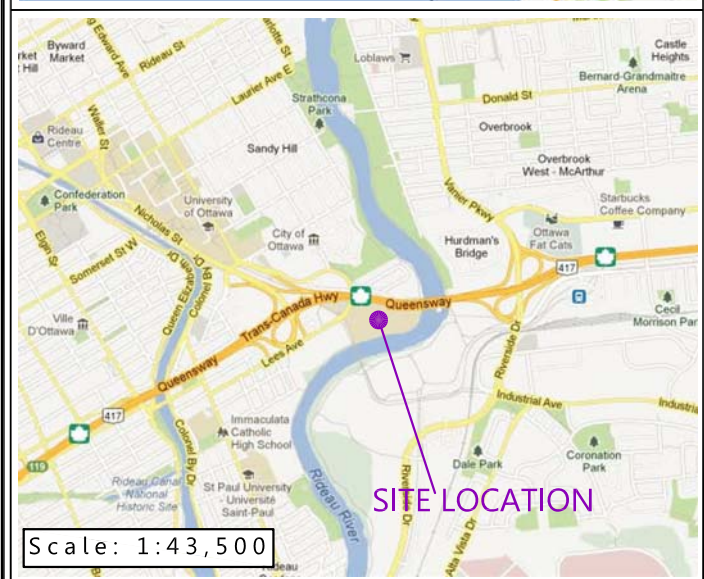 Byward
Market
rket
t Hill
g Edward Ave
Rideau St
rlotte St
Loblaws
Castle
Heights
Bernard-Grandmaitre
Arena
Laurier Ave E
Strathcona
Park
Donald St
Waller St
Rideau
Centre
Sandy Hill
Overbrook
Overbrook
West - McArthur
Confederation
Park
University
of Ottawa
Vanier Pkwy
Starbucks
Coffee Company
Nicholas St
City of
Ottawa
Hurdman's
Bridge
Ottawa
Fat Cats
Elgin St
Somerset St W
Queen Elizabeth Dr
Colonel By Dr
417
Trans-Canada Hwy
Queensway
Ville
D'Ottawa
Cecil
Morrison Par
Lees Ave
Riverside Dr
Queensway
417
Industrial Ave
Industria
Immaculata
Catholic
High School
Colonel By Dr
119
Dale Park
Coronation
Park
Rideau Canal
National
Historic Site
St Paul University
- Université
Saint-Paul
Rideau River
Riverside Dr
SITE LOCATION
Alta Vista Dr
Scale: 1:43,500
deau